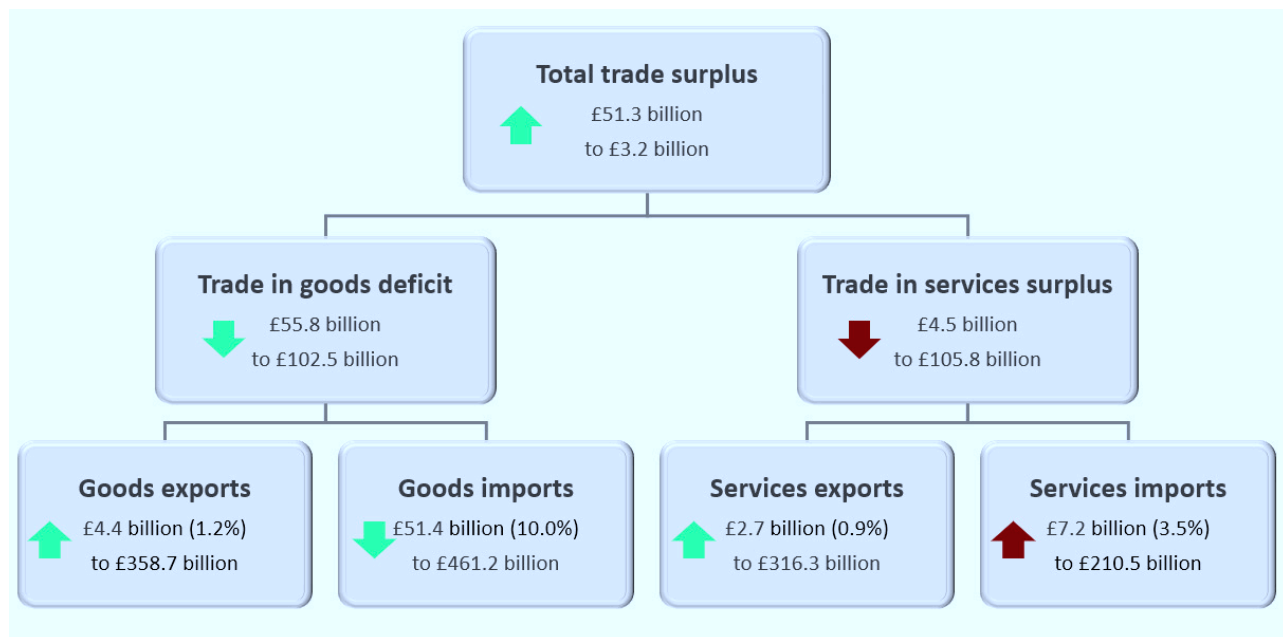 Total trade surplus
£51.3 billion
to £3.2 billion
Trade in goods deficit
£55.8 billion
to £102.5 billion
Trade in services surplus
£4.5 billion
to £105.8 billion
Goods exports
£4.4 billion (1.2%)
to £358.7 billion
Goods imports
£51.4 billion (10.0%)
to £461.2 billion
Services exports
£2.7 billion (0.9%)
to £316.3 billion
Services imports
£7.2 billion (3.5%)
to £210.5 billion